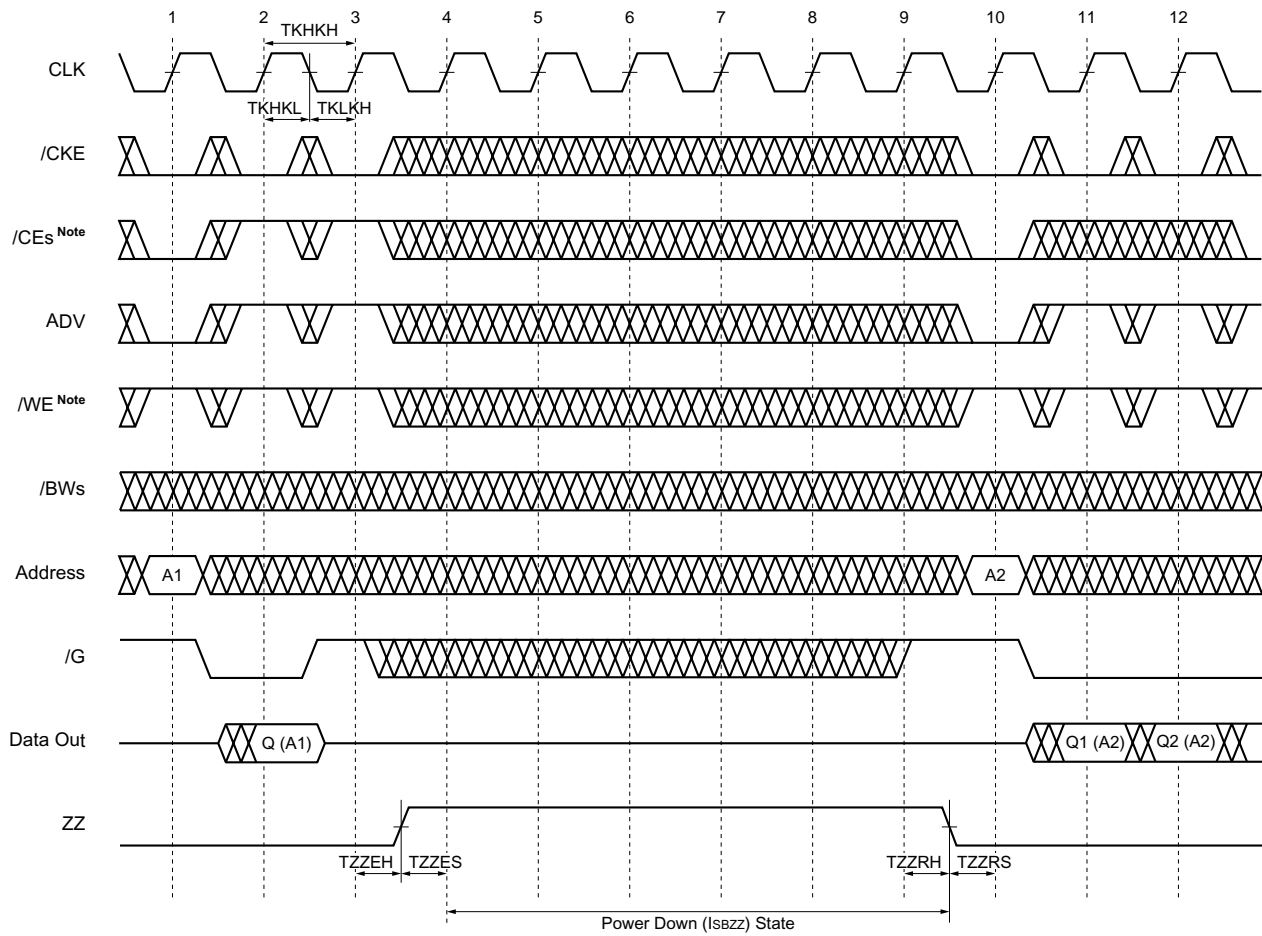 1 2 3 4 5 6 7 8 9 10 11 12
TKHKH
CLK
TKHKL TKLKH
/CKE
/CEs Note
ADV
/WE Note
/BWs
Address A1 A2
/G
Data Out Q (A1) Q1 (A2) Q2 (A2)
ZZ
TZZEH TZZES TZZRH TZZRS
Power Down (ISBZZ) State